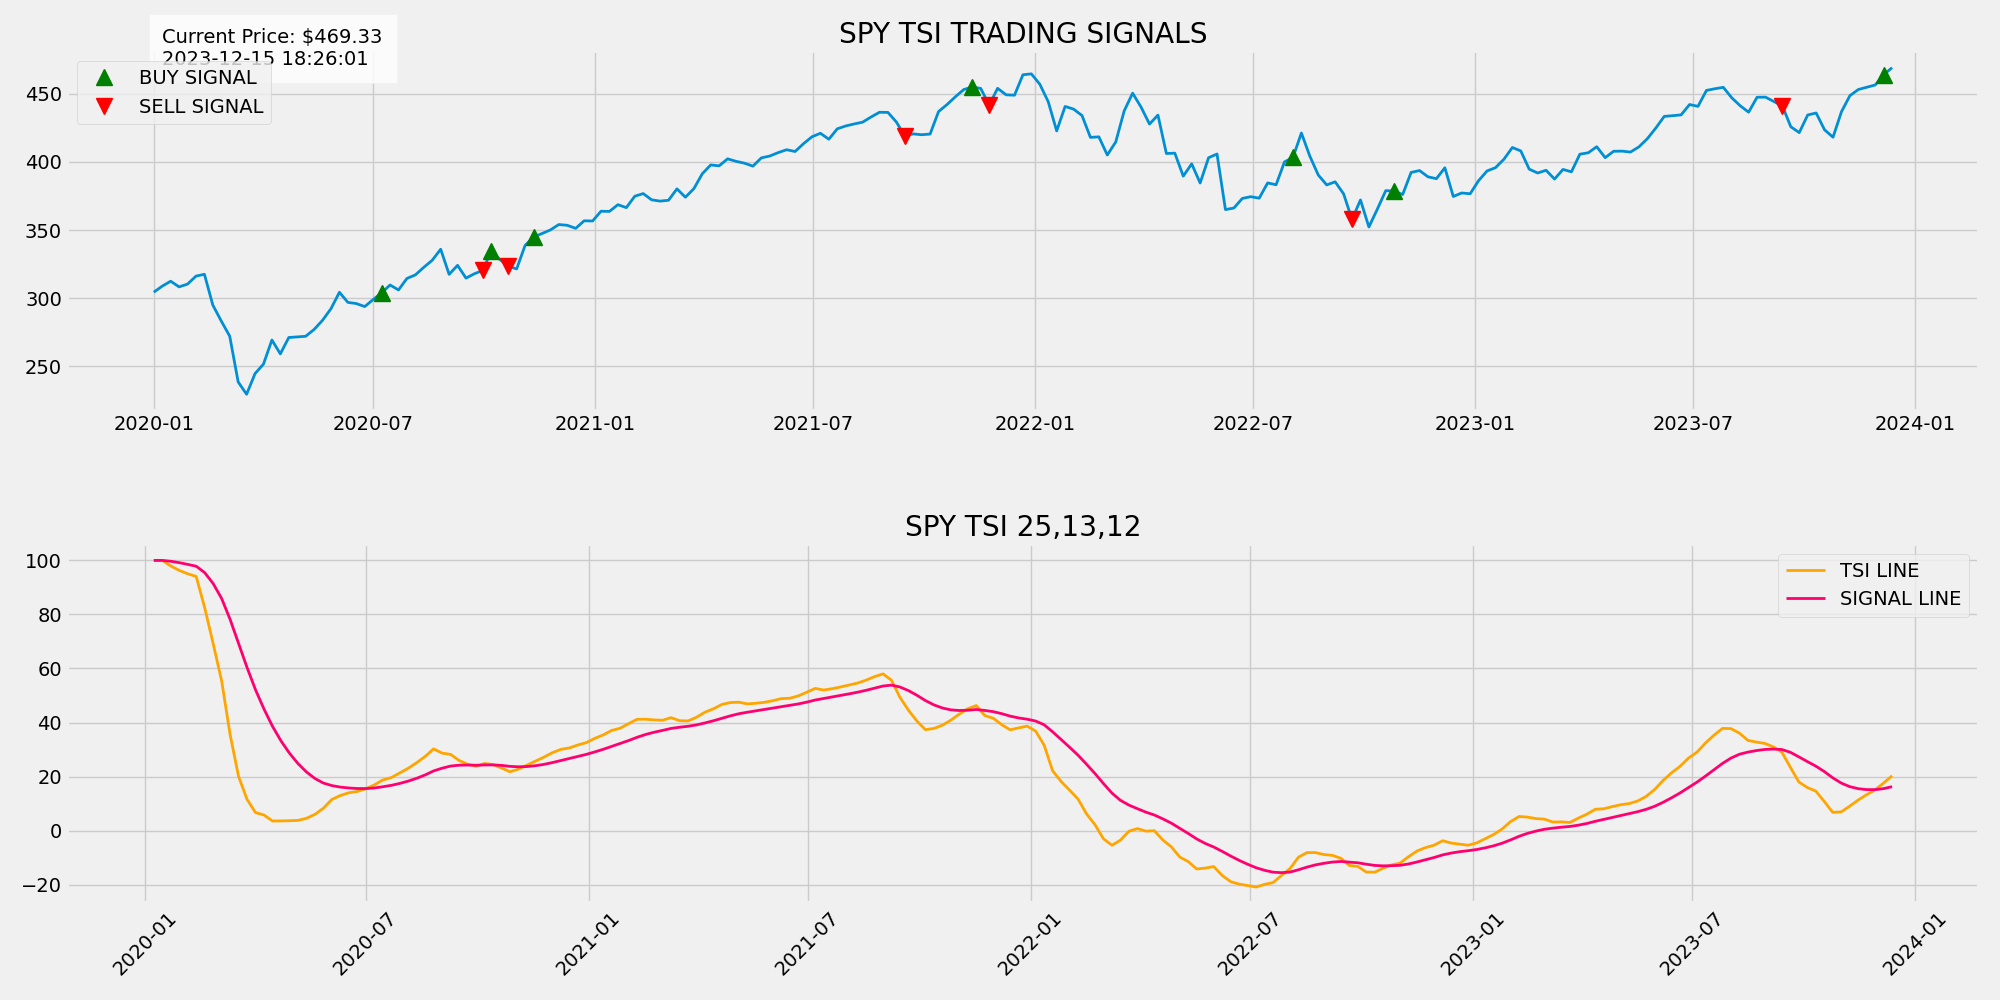 SPY TSI TRADING SIGNALS
Current Price: $469.33
2023-12-15 18:26:01
BUY SIGNAL
SELL SIGNAL
450
400
350
300
250
2020-01 2020-07 2021-01 2021-07 2022-01 2022-07 2023-01 2023-07 2024-01
SPY TSI 25,13,12
TSI LINE
SIGNAL LINE
100
80
60
40
20
0
−20
2020-01 2020-07 2021-01 2021-07 2022-01 2022-07 2023-01 2023-07 2024-01